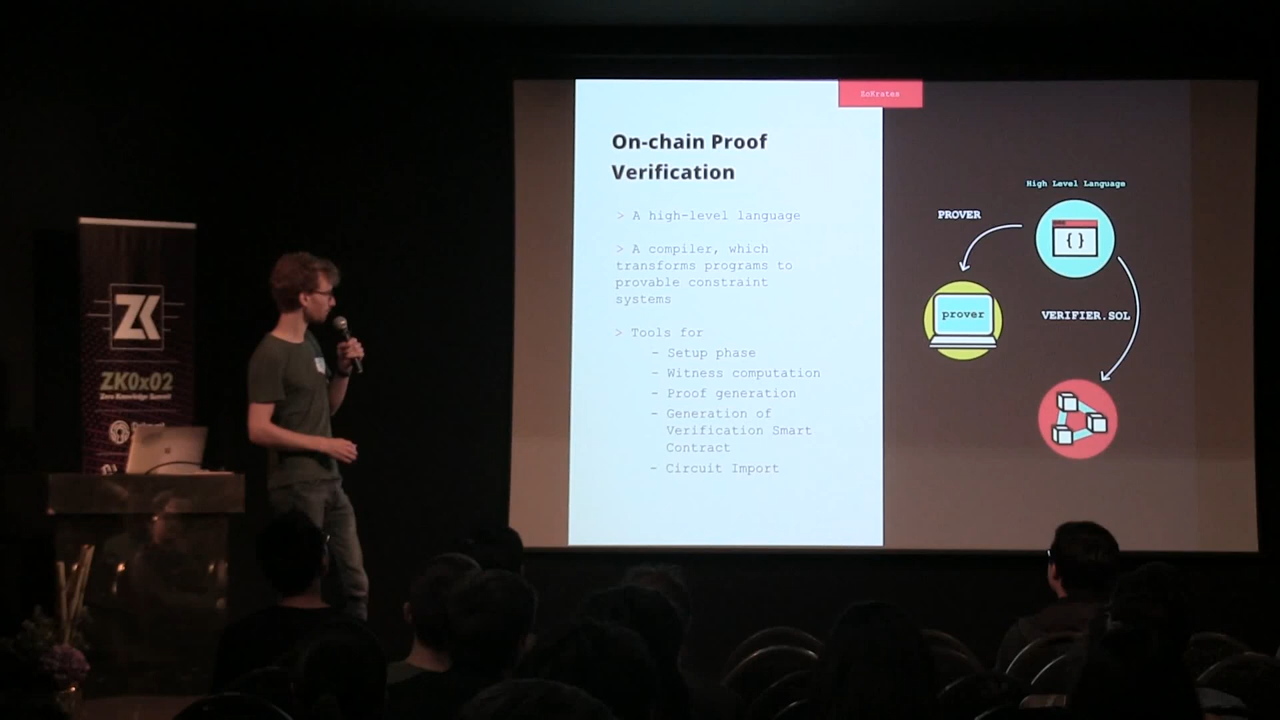 ZoKrates
On-chain Proof
Verification
> A high-level language
> A compiler, which
transforms programs to
provable constraint
systems
> Tools for
- Setup phase
- Witness computation
- Proof generation
- Generation of
Verification Smart
Contract
- Circuit Import
High Level Language
PROVER
{ }
prover
VERIFIER.SOL
ZK
ZK0x02
Zero Knowledge Summit